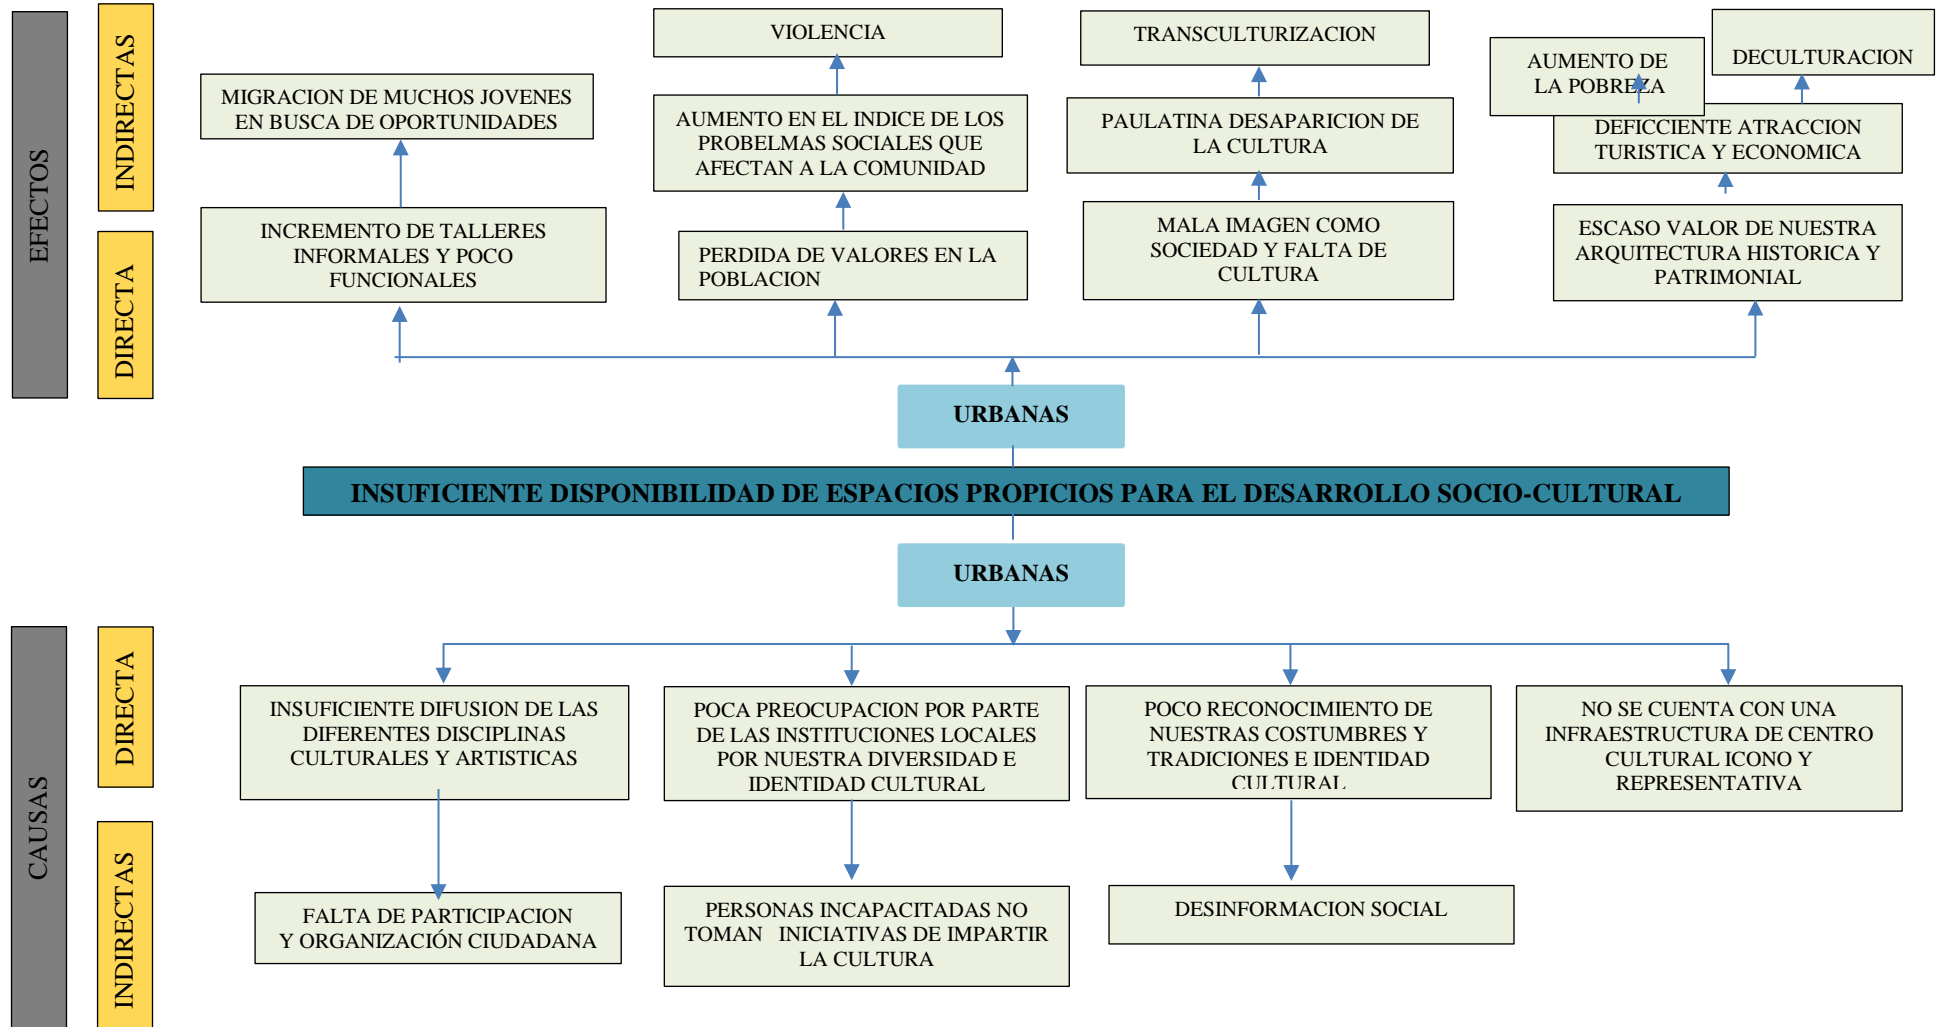 EFECTOS
INDIRECTAS
DIRECTA
VIOLENCIA
TRANSCULTURIZACION
AUMENTO DE
LA POBREZA
DECULTURACION
MIGRACION DE MUCHOS JOVENES
EN BUSCA DE OPORTUNIDADES
AUMENTO EN EL INDICE DE LOS
PROBELMAS SOCIALES QUE
AFECTAN A LA COMUNIDAD
PAULATINA DESAPARICION DE
LA CULTURA
DEFICCIENTE ATRACCION
TURISTICA Y ECONOMICA
INCREMENTO DE TALLERES
INFORMALES Y POCO
FUNCIONALES
PERDIDA DE VALORES EN LA
POBLACION
MALA IMAGEN COMO
SOCIEDAD Y FALTA DE
CULTURA
ESCASO VALOR DE NUESTRA
ARQUITECTURA HISTORICA Y
PATRIMONIAL
URBANAS
INSUFICIENTE DISPONIBILIDAD DE ESPACIOS PROPICIOS PARA EL DESARROLLO SOCIO-CULTURAL
URBANAS
CAUSAS
DIRECTA
INDIRECTAS
INSUFICIENTE DIFUSION DE LAS
DIFERENTES DISCIPLINAS
CULTURALES Y ARTISTICAS
POCA PREOCUPACION POR PARTE
DE LAS INSTITUCIONES LOCALES
POR NUESTRA DIVERSIDAD E
IDENTIDAD CULTURAL
POCO RECONOCIMIENTO DE
NUESTRAS COSTUMBRES Y
TRADICIONES E IDENTIDAD
CULTURAL
NO SE CUENTA CON UNA
INFRAESTRUCTURA DE CENTRO
CULTURAL ICONO Y
REPRESENTATIVA
FALTA DE PARTICIPACION
Y ORGANIZACIÓN CIUDADANA
PERSONAS INCAPACITADAS NO
TOMAN INICIATIVAS DE IMPARTIR
LA CULTURA
DESINFORMACION SOCIAL